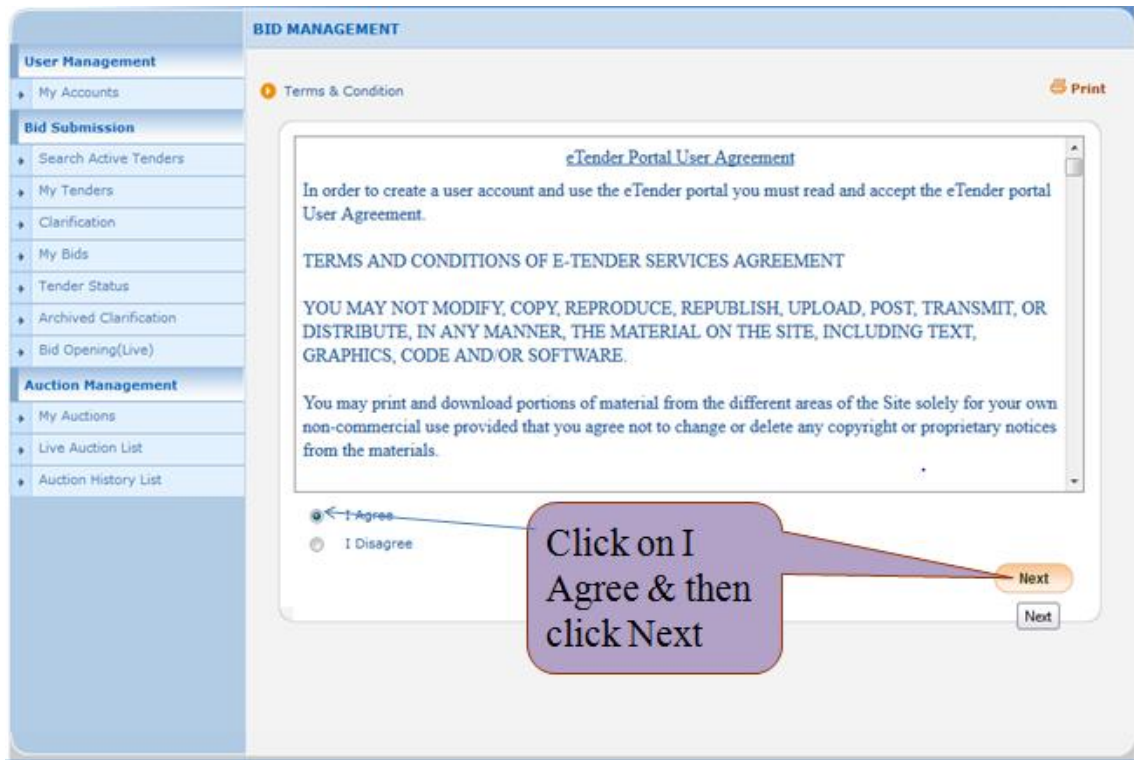 BID MANAGEMENT
User Management
My Accounts
Bid Submission
Search Active Tenders
My Tenders
Clarification
My Bids
Tender Status
Archived Clarification
Bid Opening(Live)
Auction Management
My Auctions
Live Auction List
Auction History List
Terms & Condition
Print
eTender Portal User Agreement
In order to create a user account and use the eTender portal you must read and accept the eTender portal
User Agreement.
TERMS AND CONDITIONS OF E-TENDER SERVICES AGREEMENT
YOU MAY NOT MODIFY, COPY, REPRODUCE, REPUBLISH, UPLOAD, POST, TRANSMIT, OR
DISTRIBUTE, IN ANY MANNER, THE MATERIAL ON THE SITE, INCLUDING TEXT,
GRAPHICS, CODE AND/OR SOFTWARE.
You may print and download portions of material from the different areas of the Site solely for your own
non-commercial use provided that you agree not to change or delete any copyright or proprietary notices
from the materials.
I Agree
I Disagree
Click on I
Agree & then
click Next
Next
Next